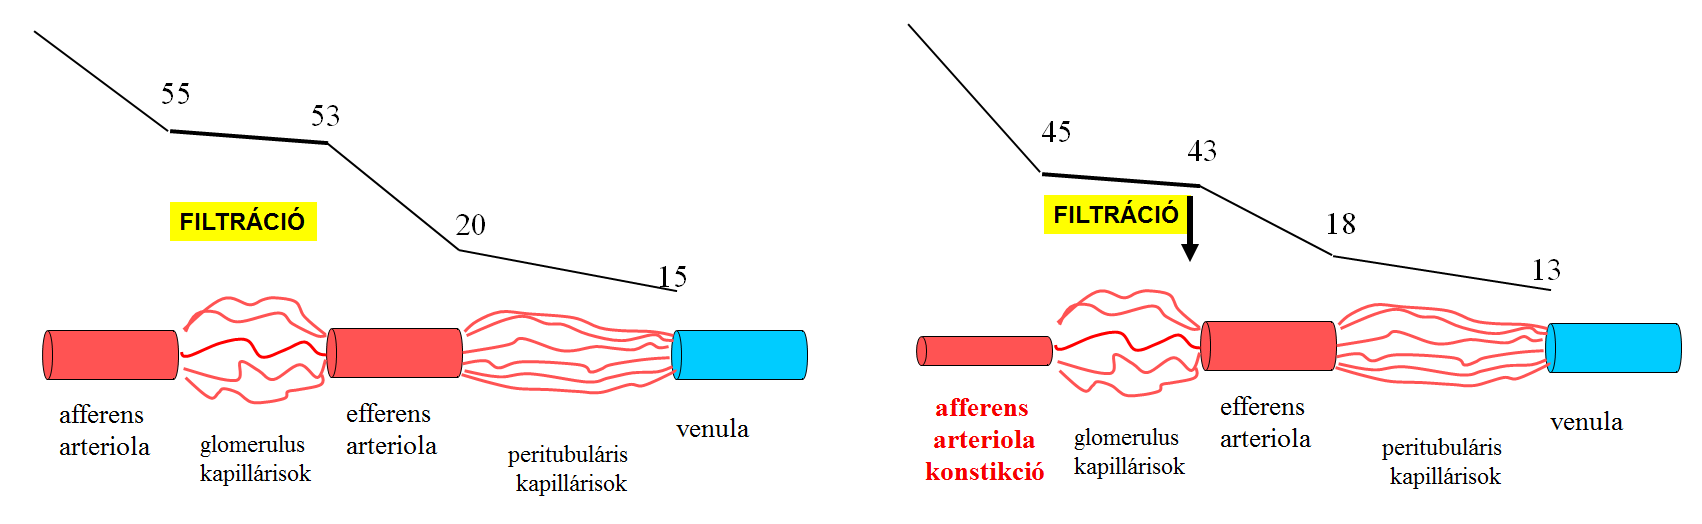 55
53
FILTRÁCIÓ
20
15
afferens
arteriola
glomerulus
kapillárisok
efferens
arteriola
peritubuláris
kapillárisok
venula
45
43
FILTRÁCIÓ
18
13
afferens
arteriola
konstikció
glomerulus
kapillárisok
efferens
arteriola
peritubuláris
kapillárisok
venula